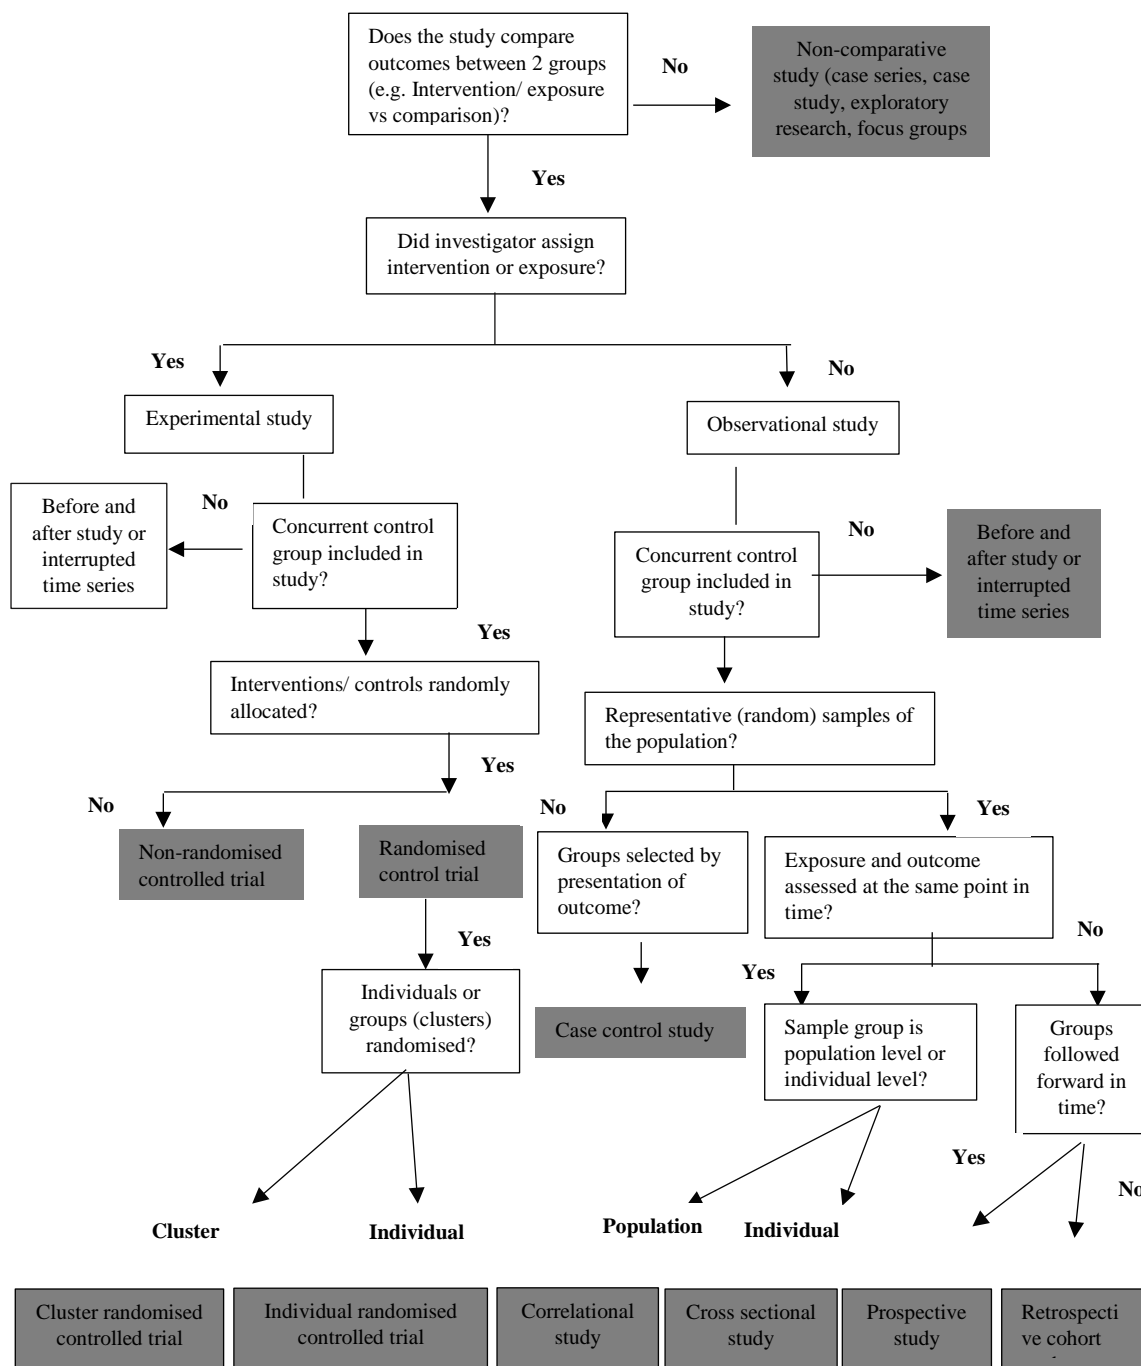 Does the study compare
outcomes between 2 groups
(e.g. Intervention/ exposure
vs comparison)?
No
Non-comparative
study (case series, case
study, exploratory
research, focus groups
Yes
Did investigator assign
intervention or exposure?
Yes
No
Experimental study
Observational study
Before and
after study or
interrupted
time series
No
Concurrent control
group included in
study?
Concurrent control
group included in
study?
No
Before and
after study or
interrupted
time series
Yes
Interventions/ controls randomly
allocated?
Representative (random) samples of
the population?
Yes
No
No
Yes
Non-randomised
controlled trial
Randomised
control trial
Groups selected by
presentation of
outcome?
Exposure and outcome
assessed at the same point in
time?
Yes
Yes
No
Individuals or
groups (clusters)
randomised?
Case control study
Sample group is
population level or
individual level?
Groups
followed
forward in
time?
Yes
No
Cluster
Individual
Population
Individual
Cluster randomised
controlled trial
Individual randomised
controlled trial
Correlational
study
Cross sectional
study
Prospective
study
Retrospecti
ve cohort